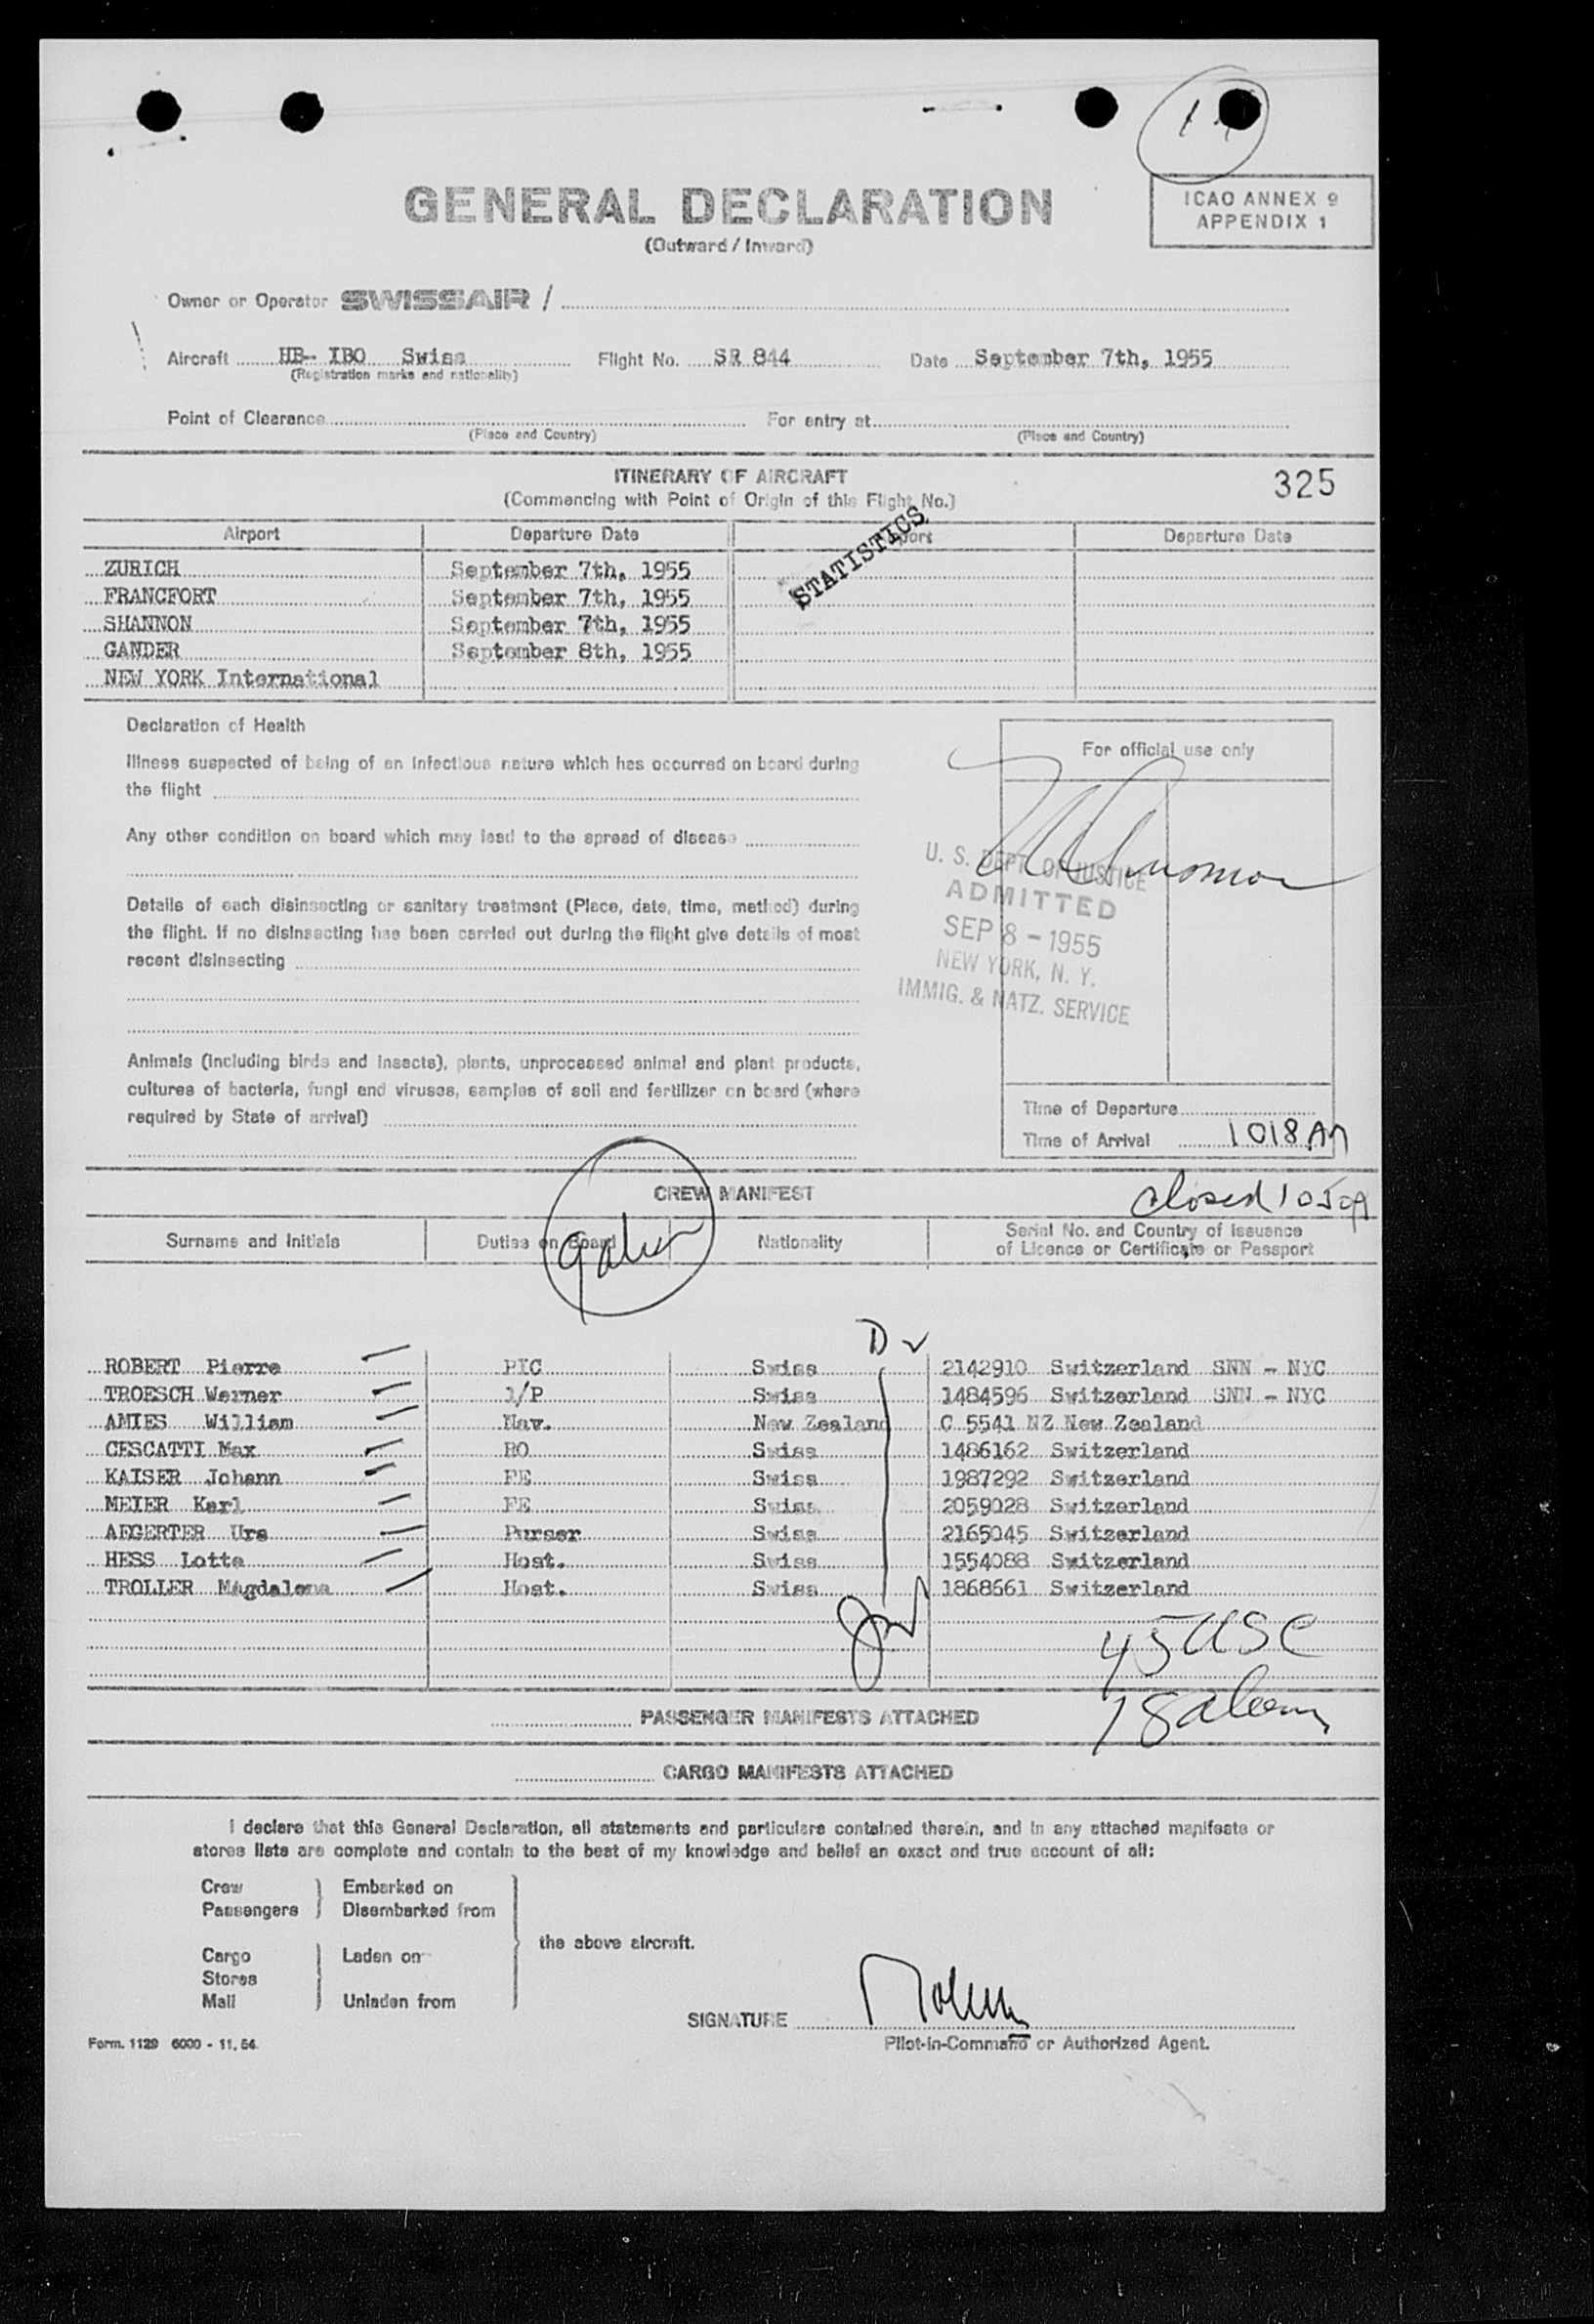 GENERAL DECLARATION
(Outward / Inward)
ICAO ANNEX 9
APPENDIX 1
Owner or Operator SWISSAIR /
Aircraft HB- IBO Swiss Flight No. SR 844 Date September 7th, 1955
(Registration marks and nationality)
Point of Clearance For entry at
(Place and Country) (Place and Country)
ITINERARY OF AIRCRAFT
(Commencing with Point of Origin of this Flight No.)
325
Airport Departure Date Departure Date
STATISTICS
ZURICH September 7th, 1955
FRANCFORT September 7th, 1955
SHANNON September 7th, 1955
GANDER September 8th, 1955
NEW YORK International
Declaration of Health
Illness suspected of being of an infectious nature which has occurred on board during
the flight
Any other condition on board which may lead to the spread of disease
Details of each disinsecting or sanitary treatment (Place, date, time, method) during
the flight. If no disinsecting has been carried out during the flight give details of most
recent disinsecting
Animals (including birds and insects), plants, unprocessed animal and plant products,
cultures of bacteria, fungi and viruses, samples of soil and fertilizer on board (where
required by State of arrival)
For official use only
U. S. DEPT. OF JUSTICE
ADMITTED
SEP 8 - 1955
NEW YORK, N. Y.
IMMIG. & NATZ. SERVICE
Time of Departure
Time of Arrival 1018 AM
CREW MANIFEST
closed
Surname and Initials Duties on Board Nationality Serial No. and Country of Issuance
of Licence or Certificate or Passport
ROBERT Pierre PIC Swiss 2142910 Switzerland SNN - NYC
TROESCH Werner 1/P Swiss 1484596 Switzerland SNN - NYC
AMIES William Nav. New Zealand C 5541 NZ New Zealand
CESCATTI Max RO Swiss 1486162 Switzerland
KAISER Johann FE Swiss 1987292 Switzerland
MEIER Karl FE Swiss 2059028 Switzerland
AEGERTER Urs Purser Swiss 2165045 Switzerland
HESS Lotte Host. Swiss 1554088 Switzerland
TROLLER Magdalena Host. Swiss 1868661 Switzerland
45 USC
PASSENGER MANIFESTS ATTACHED
CARGO MANIFESTS ATTACHED
I declare that this General Declaration, all statements and particulars contained therein, and in any attached manifests or
stores lists are complete and contain to the best of my knowledge and belief an exact and true account of all:
Crew Embarked on
Passengers Disembarked from
the above aircraft.
Cargo Laden on
Stores
Mail Unladen from
SIGNATURE
Pilot-in-Command or Authorized Agent.
Form. 1129 6000 - 11. 54